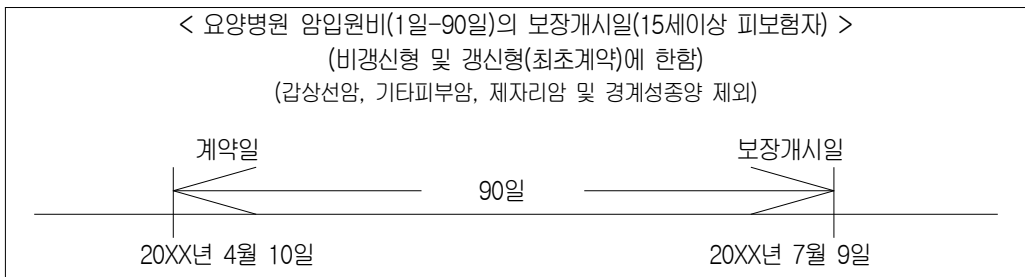 < 요양병원 암입원비(1일-90일)의 보장개시일(15세이상 피보험자) >
(비갱신형 및 갱신형(최초계약)에 한함)
(갑상선암, 기타피부암, 제자리암 및 경계성종양 제외)
계약일 보장개시일
90일
20XX년 4월 10일 20XX년 7월 9일